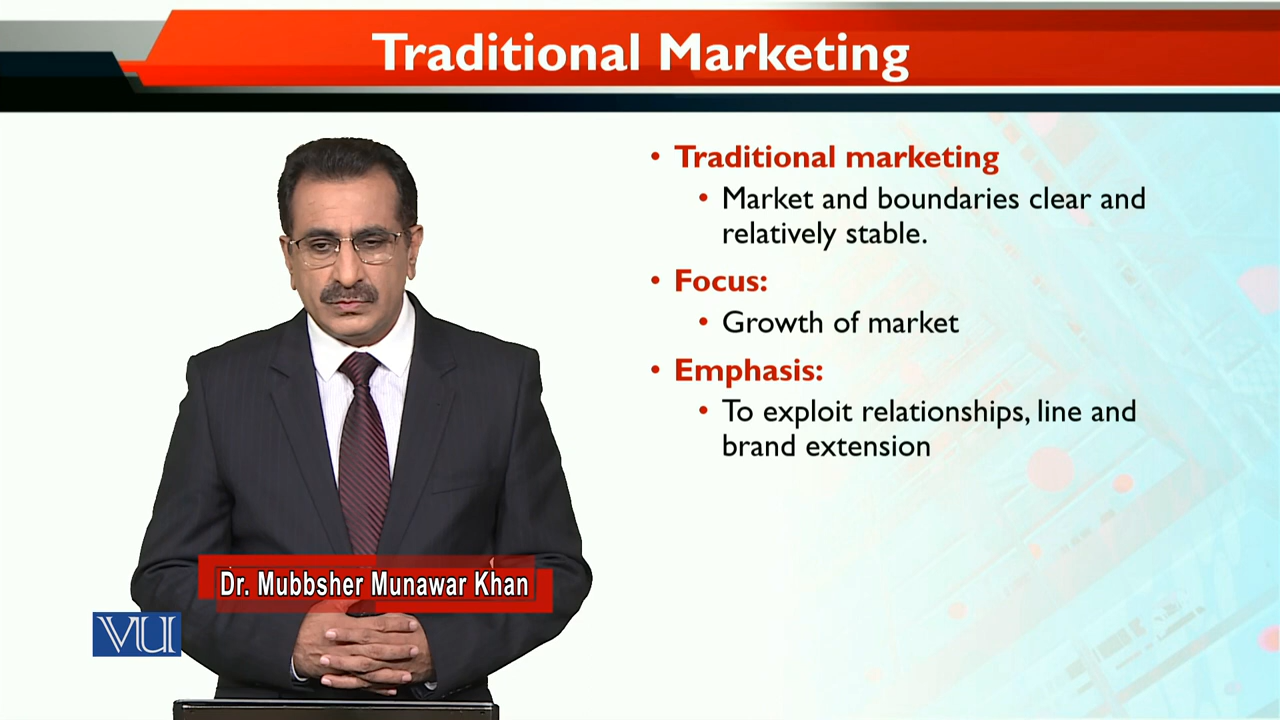 Traditional Marketing
• Traditional marketing
• Market and boundaries clear and
relatively stable.
• Focus:
• Growth of market
• Emphasis:
• To exploit relationships, line and
brand extension
Dr. Mubbsher Munawar Khan
VU